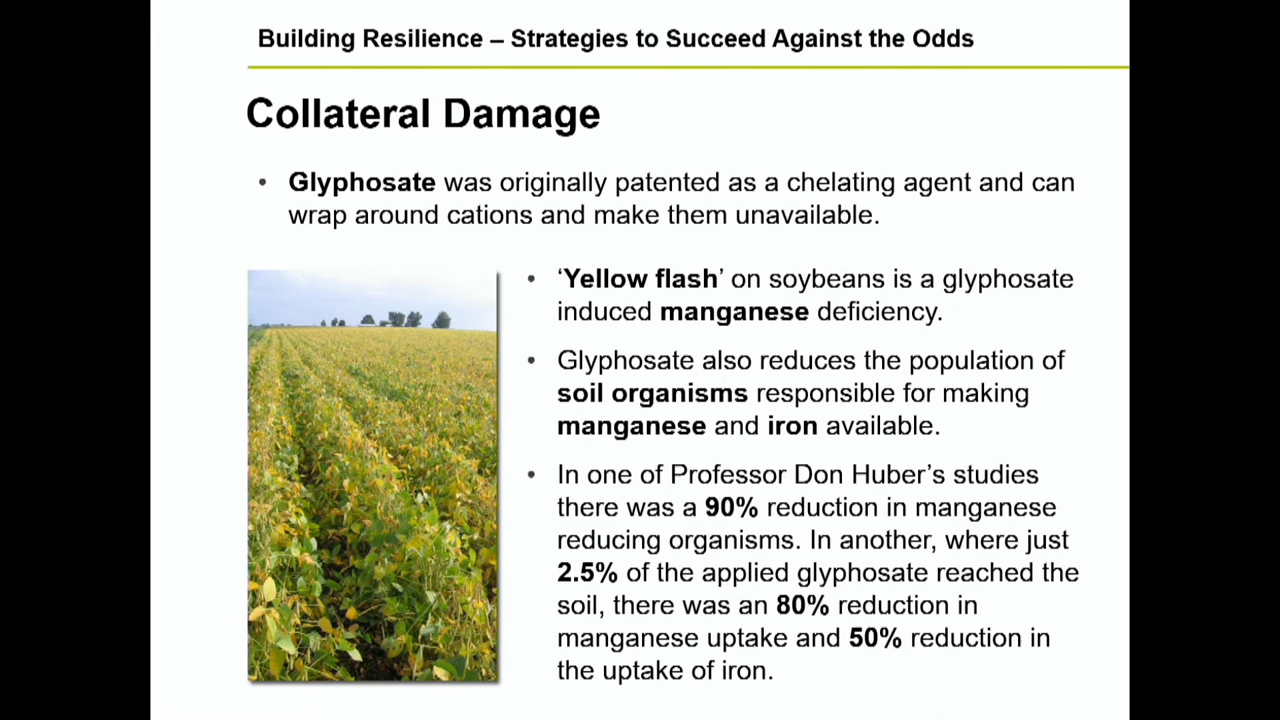 Building Resilience – Strategies to Succeed Against the Odds
Collateral Damage
• Glyphosate was originally patented as a chelating agent and can
wrap around cations and make them unavailable.
• ‘Yellow flash’ on soybeans is a glyphosate
induced manganese deficiency.
• Glyphosate also reduces the population of
soil organisms responsible for making
manganese and iron available.
• In one of Professor Don Huber’s studies
there was a 90% reduction in manganese
reducing organisms. In another, where just
2.5% of the applied glyphosate reached the
soil, there was an 80% reduction in
manganese uptake and 50% reduction in
the uptake of iron.